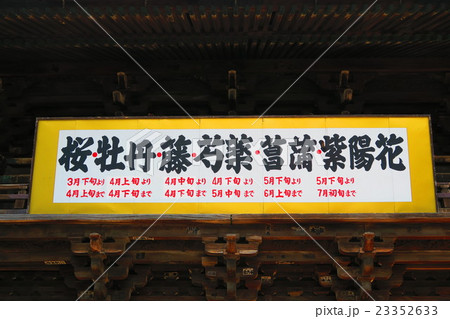 桜・牡丹・藤・芍薬・菖蒲・紫陽花
3月下旬より 4月上旬より 4月中旬より 4月下旬より 5月下旬より 5月下旬より
4月上旬まで 4月下旬まで 4月下旬まで 5月中旬まで 6月上旬まで 7月初旬まで
pixta.jp - 23352633